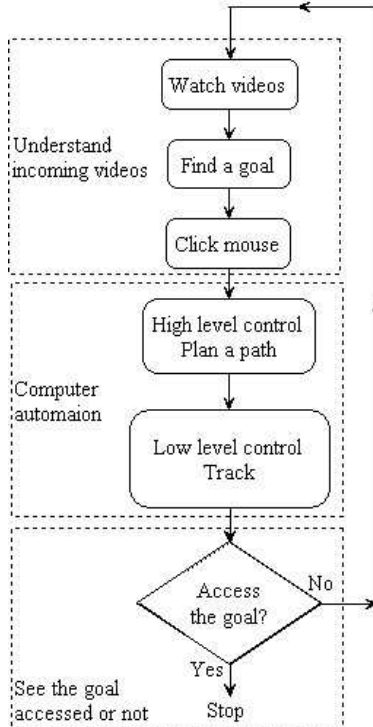 Watch videos
Understand
incoming videos
Find a goal
Click mouse
High level control
Plan a path
Computer
automaion
Low level control
Track
Access
the goal?
No
Yes
See the goal
accessed or not
Stop